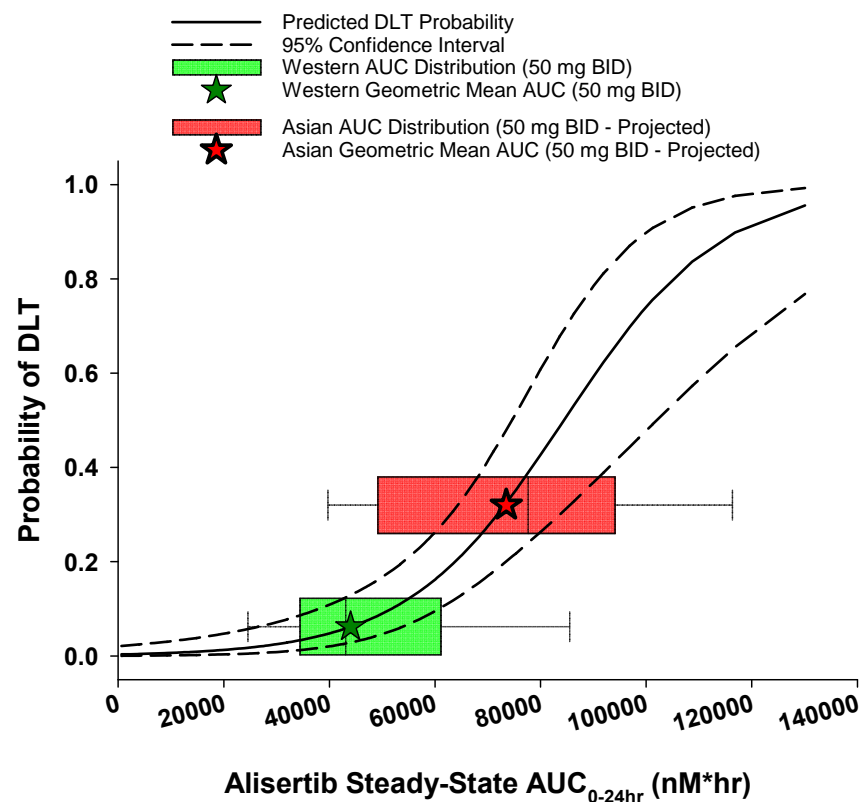 Predicted DLT Probability
95% Confidence Interval
Western AUC Distribution (50 mg BID)
Western Geometric Mean AUC (50 mg BID)
Asian AUC Distribution (50 mg BID - Projected)
Asian Geometric Mean AUC (50 mg BID - Projected)
Probability of DLT
1.0
0.8
0.6
0.4
0.2
0.0
0
20000
40000
60000
80000
100000
120000
140000
Alisertib Steady-State AUC0-24hr (nM*hr)